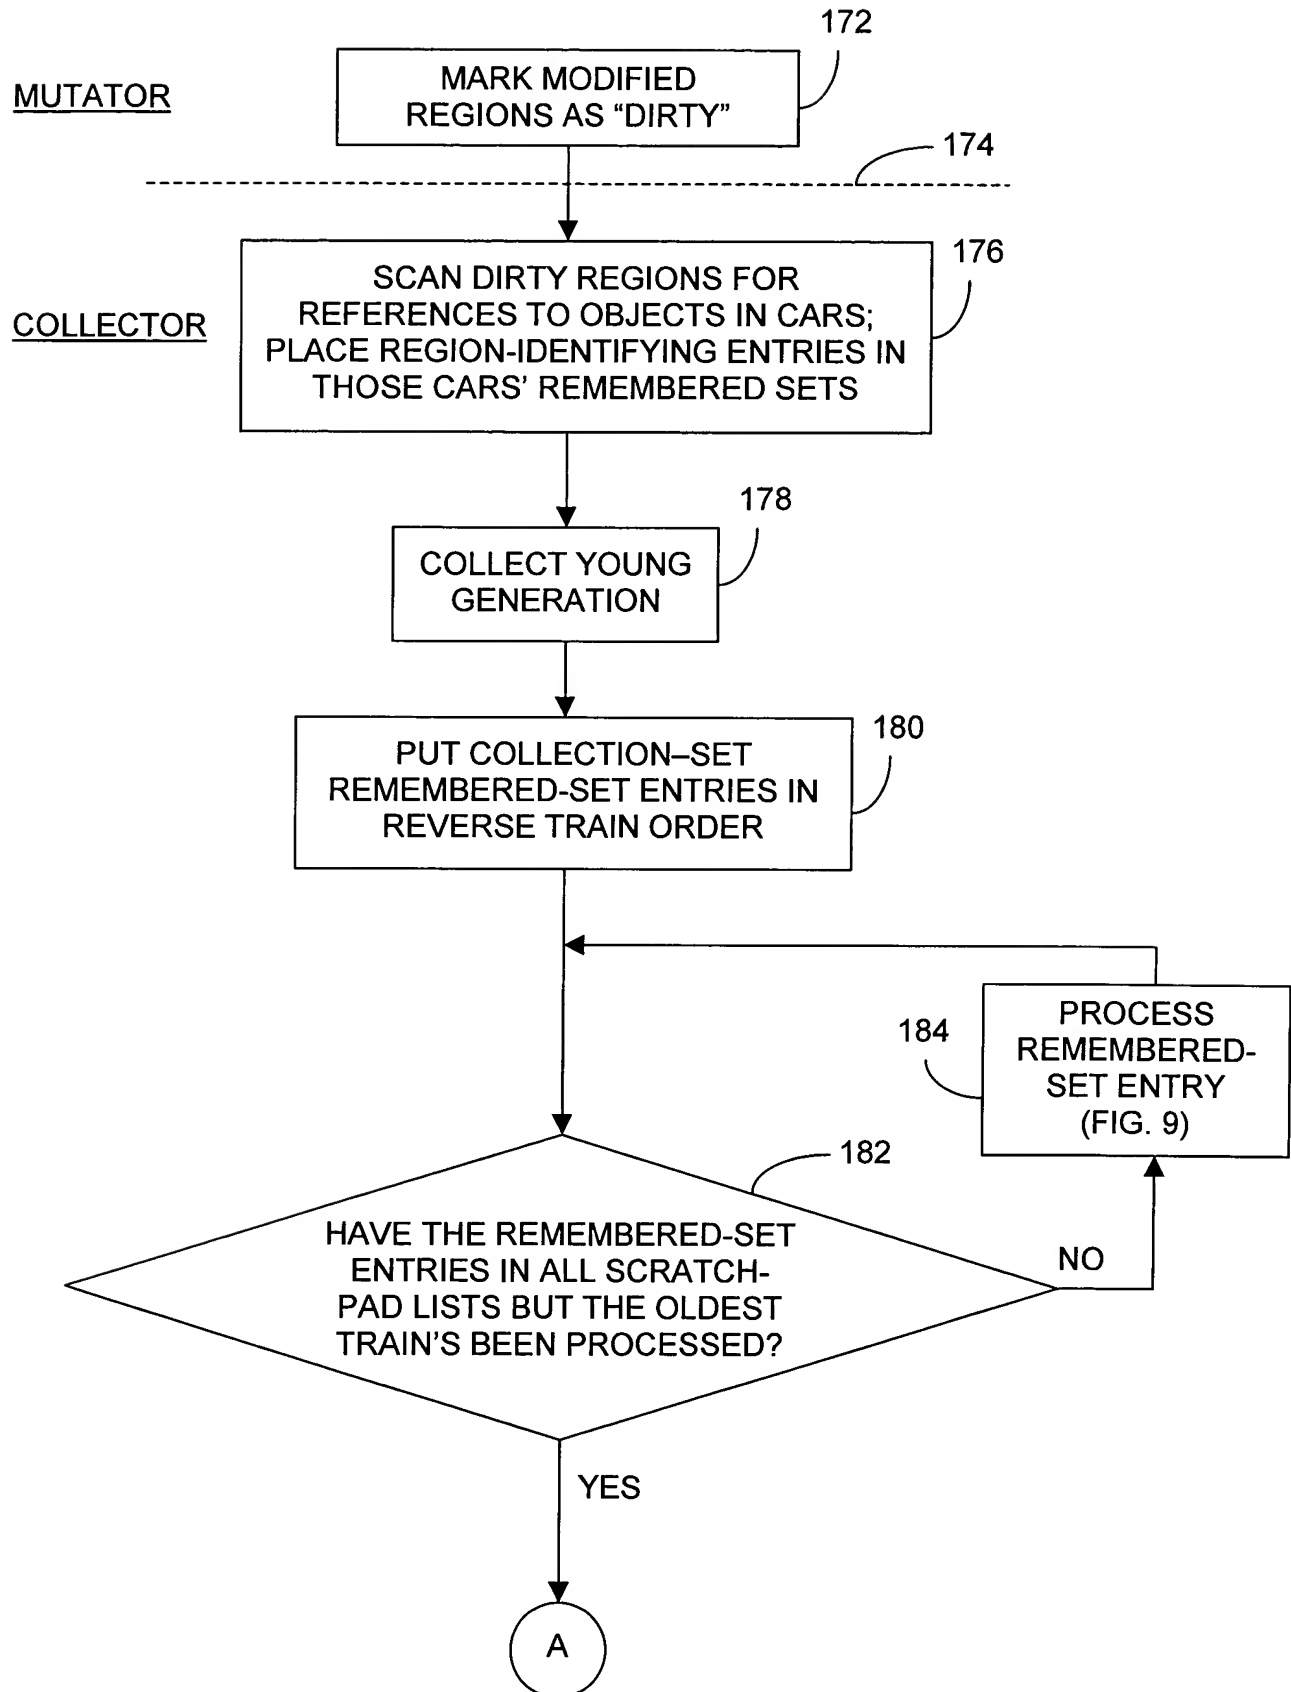 172
MUTATOR
MARK MODIFIED
REGIONS AS “DIRTY”
174
176
COLLECTOR
SCAN DIRTY REGIONS FOR
REFERENCES TO OBJECTS IN CARS;
PLACE REGION-IDENTIFYING ENTRIES IN
THOSE CARS’ REMEMBERED SETS
178
COLLECT YOUNG
GENERATION
180
PUT COLLECTION–SET
REMEMBERED-SET ENTRIES IN
REVERSE TRAIN ORDER
184
PROCESS
REMEMBERED-
SET ENTRY
(FIG. 9)
182
HAVE THE REMEMBERED-SET
ENTRIES IN ALL SCRATCH-
PAD LISTS BUT THE OLDEST
TRAIN'S BEEN PROCESSED?
NO
YES
A